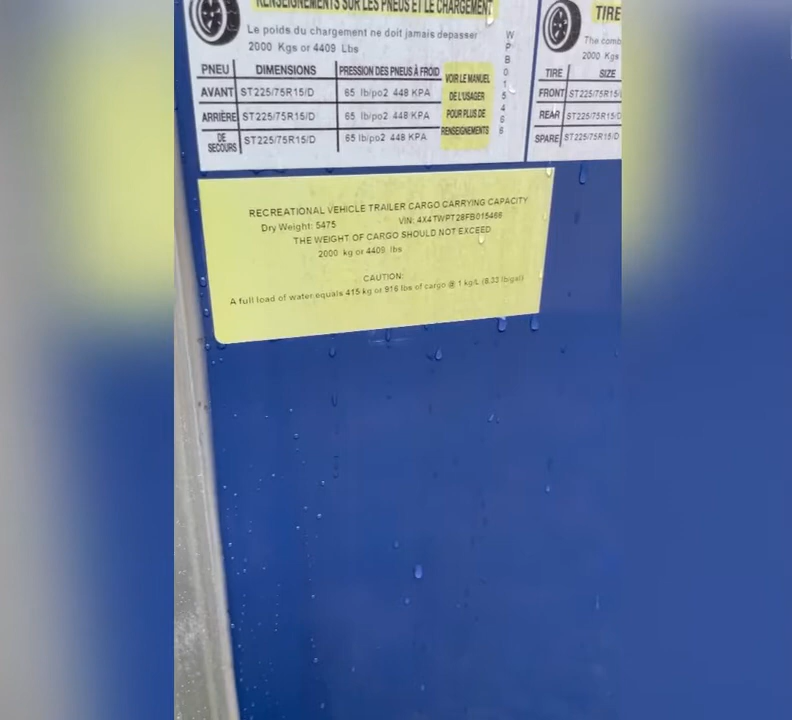 RENSEIGNEMENTS SUR LES PNEUS ET LE CHARGEMENT
Le poids du chargement ne doit jamais depasser
2000 Kgs or 4409 Lbs
PNEU DIMENSIONS PRESSION DES PNEUS À FROID
AVANT ST225/75R15/D 65 lb/po2 448 KPA
ARRIÈRE ST225/75R15/D 65 lb/po2 448 KPA
DE SECOURS ST225/75R15/D 65 lb/po2 448 KPA
VOIR LE MANUEL
DE L'USAGER
POUR PLUS DE
RENSEIGNEMENTS
TIRE
The comb
2000 Kgs
TIRE SIZE
FRONT ST225/75R15/
REAR ST225/75R15/D
SPARE ST225/75R15/D
RECREATIONAL VEHICLE TRAILER CARGO CARRYING CAPACITY
Dry Weight: 5475 VIN: 4X4TWPT28FB015466
THE WEIGHT OF CARGO SHOULD NOT EXCEED
2000 kg or 4409 lbs
CAUTION:
A full load of water equals 415 kg or 916 lbs of cargo @ 1 kg/L (8.33 lb/gal)